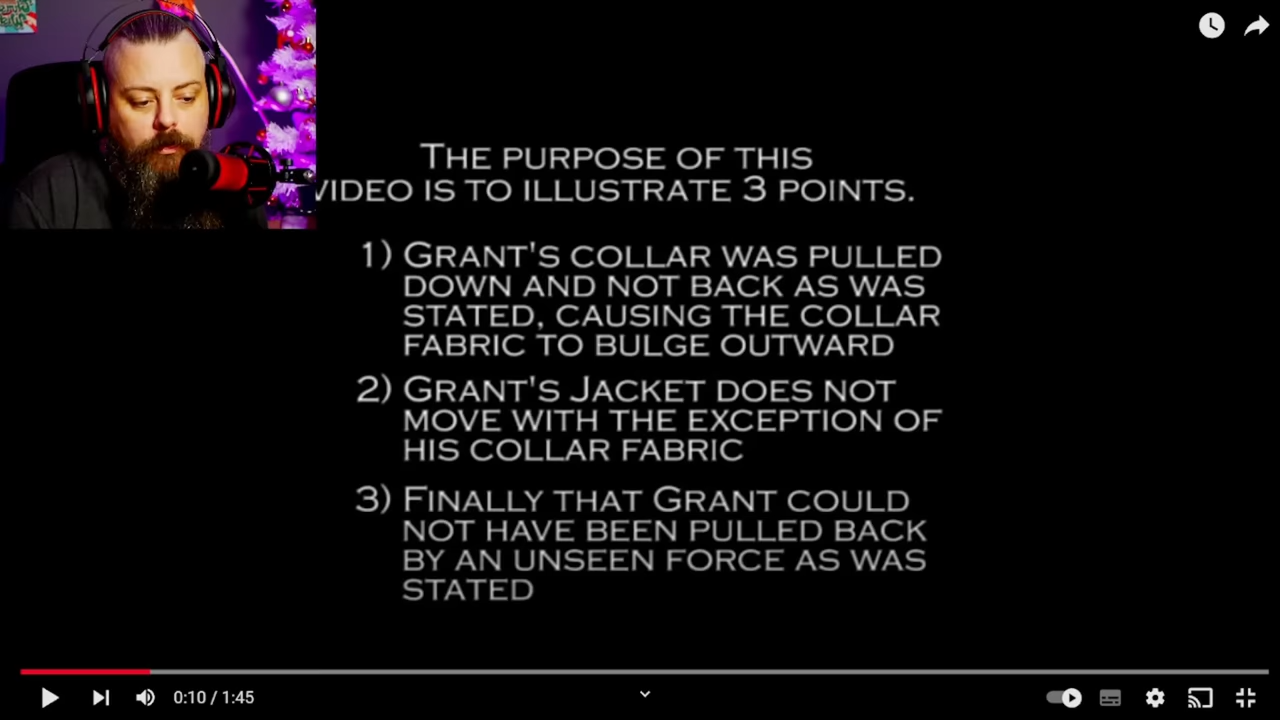 THE PURPOSE OF THIS
VIDEO IS TO ILLUSTRATE 3 POINTS.
1) GRANT'S COLLAR WAS PULLED
DOWN AND NOT BACK AS WAS
STATED, CAUSING THE COLLAR
FABRIC TO BULGE OUTWARD
2) GRANT'S JACKET DOES NOT
MOVE WITH THE EXCEPTION OF
HIS COLLAR FABRIC
3) FINALLY THAT GRANT COULD
NOT HAVE BEEN PULLED BACK
BY AN UNSEEN FORCE AS WAS
STATED
0:10 / 1:45